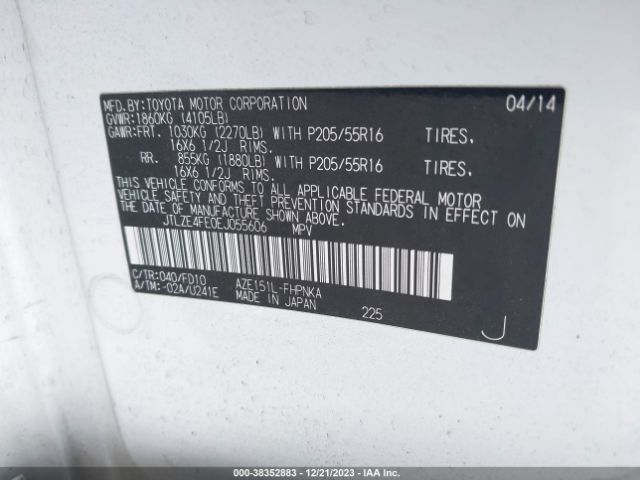 MFD.BY:TOYOTA MOTOR CORPORATION 04/14
GVWR:1860KG (4105LB)
GAWR:FRT. 1030KG (2270LB) WITH P205/55R16 TIRES,
16X6 1/2J RIMS.
RR. 855KG (1880LB) WITH P205/55R16 TIRES,
16X6 1/2J RIMS.
THIS VEHICLE CONFORMS TO ALL APPLICABLE FEDERAL MOTOR
VEHICLE SAFETY AND THEFT PREVENTION STANDARDS IN EFFECT ON
THE DATE OF MANUFACTURE SHOWN ABOVE.
JTLZE4FE0EJ055606 MPV
C/TR:040/FD10 AZE151L-FHPNKA
A/TM:-02A/U241E MADE IN JAPAN 225 J
000-38352883 - 12/21/2023 - IAA Inc.